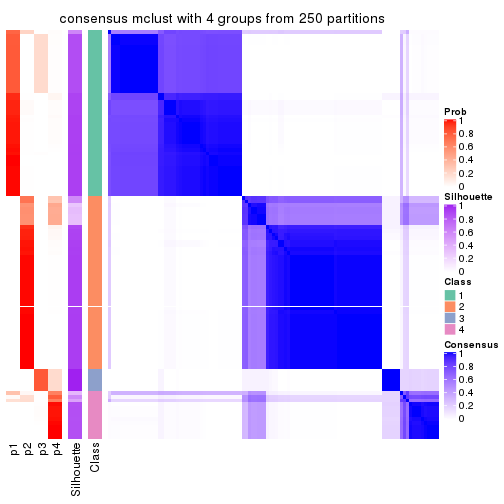 consensus mclust with 4 groups from 250 partitions
Prob
1
0.8
0.6
0.4
0.2
0
Silhouette
1
0.8
0.6
0.4
0.2
0
Class
1
2
3
4
Consensus
1
0.8
0.6
0.4
0.2
0
p1
p2
p3
p4
Silhouette
Class